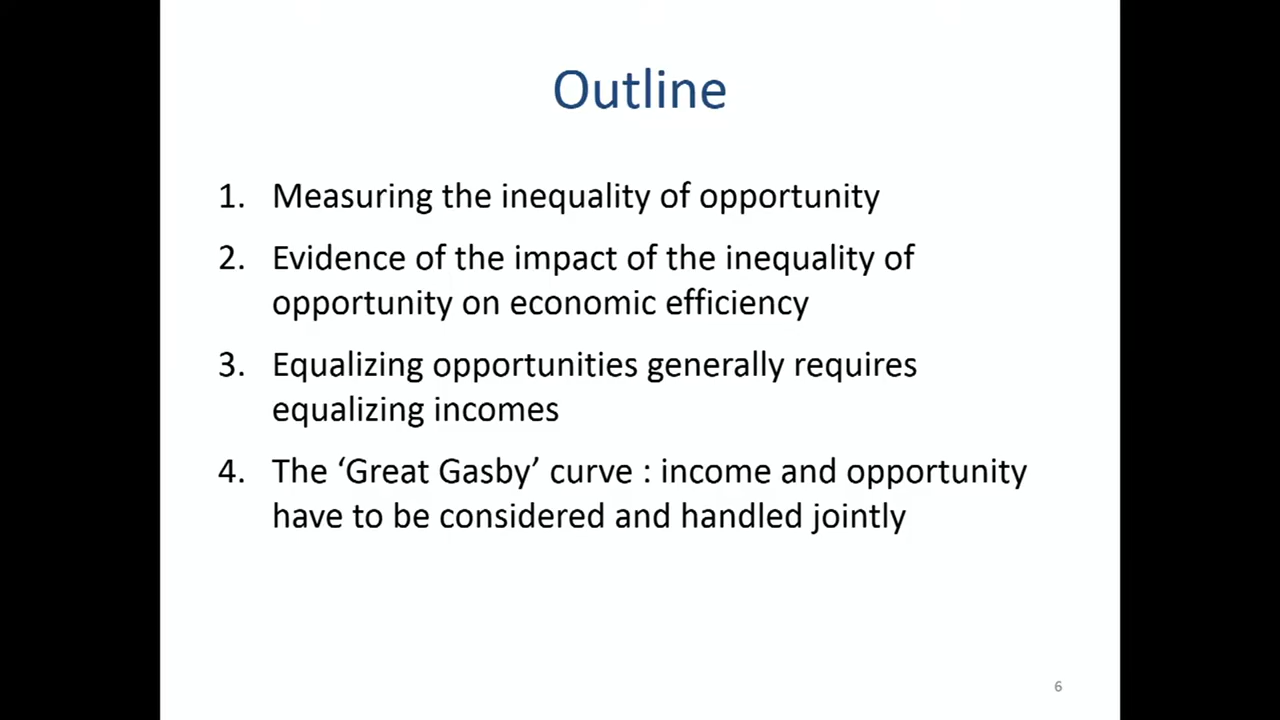 Outline
1. Measuring the inequality of opportunity
2. Evidence of the impact of the inequality of
opportunity on economic efficiency
3. Equalizing opportunities generally requires
equalizing incomes
4. The ‘Great Gasby’ curve : income and opportunity
have to be considered and handled jointly
6